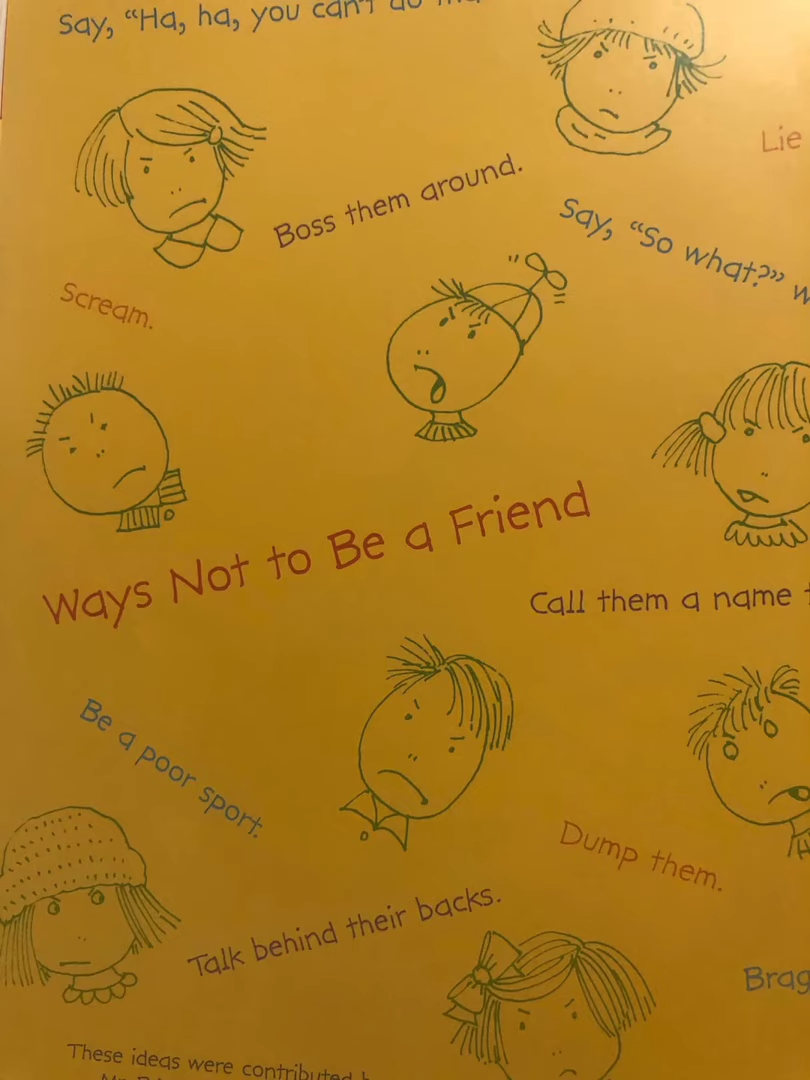 Say, “Ha, ha, you can't do
Lie
Boss them around.
Say, “So what?”
Scream.
Ways Not to Be a Friend
Call them a name
Be a poor sport.
Dump them.
Talk behind their backs.
Brag
These ideas were contributed